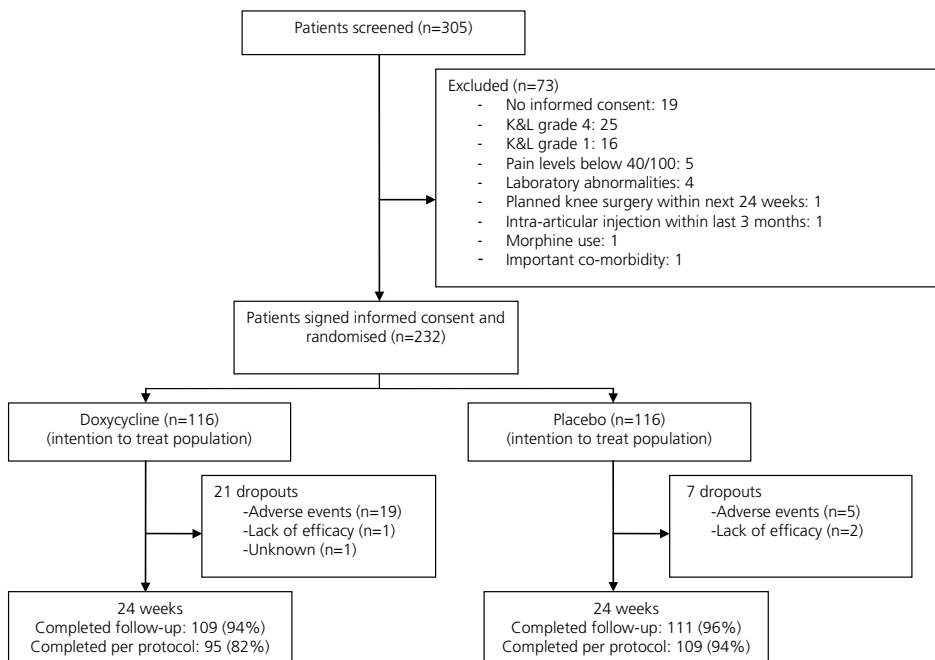 Patients screened (n=305)
Excluded (n=73)
- No informed consent: 19
- K&L grade 4: 25
- K&L grade 1: 16
- Pain levels below 40/100: 5
- Laboratory abnormalities: 4
- Planned knee surgery within next 24 weeks: 1
- Intra-articular injection within last 3 months: 1
- Morphine use: 1
- Important co-morbidity: 1
Patients signed informed consent and
randomised (n=232)
Doxycycline (n=116)
(intention to treat population)
Placebo (n=116)
(intention to treat population)
21 dropouts
-Adverse events (n=19)
-Lack of efficacy (n=1)
-Unknown (n=1)
7 dropouts
-Adverse events (n=5)
-Lack of efficacy (n=2)
24 weeks
Completed follow-up: 109 (94%)
Completed per protocol: 95 (82%)
24 weeks
Completed follow-up: 111 (96%)
Completed per protocol: 109 (94%)